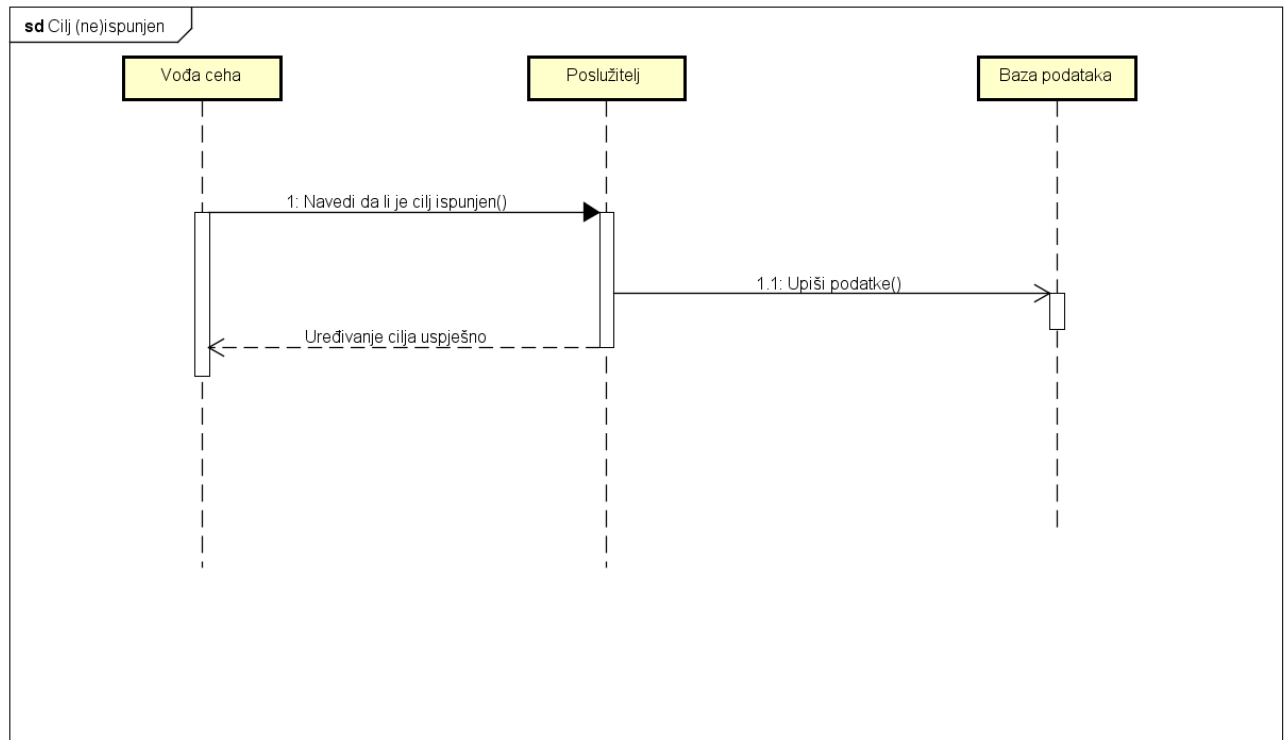 sd Cilj (ne)ispunjen
Vođa ceha
Poslužitelj
Baza podataka
1: Navedi da li je cilj ispunjen()
1.1: Upiši podatke()
Uređivanje cilja uspješno